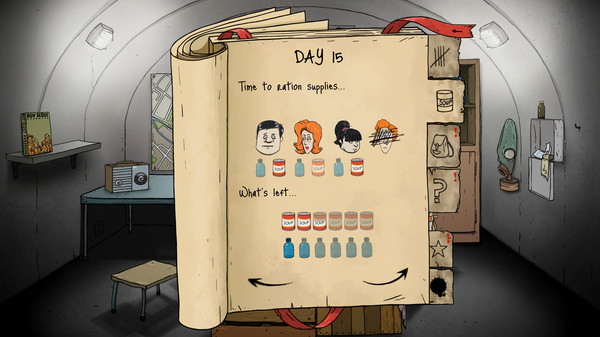 DAY 15
Time to ration supplies...
SOUP SOUP SOUP
What's left...
SOUP SOUP SOUP SOUP SOUP SOUP
SOUP
?